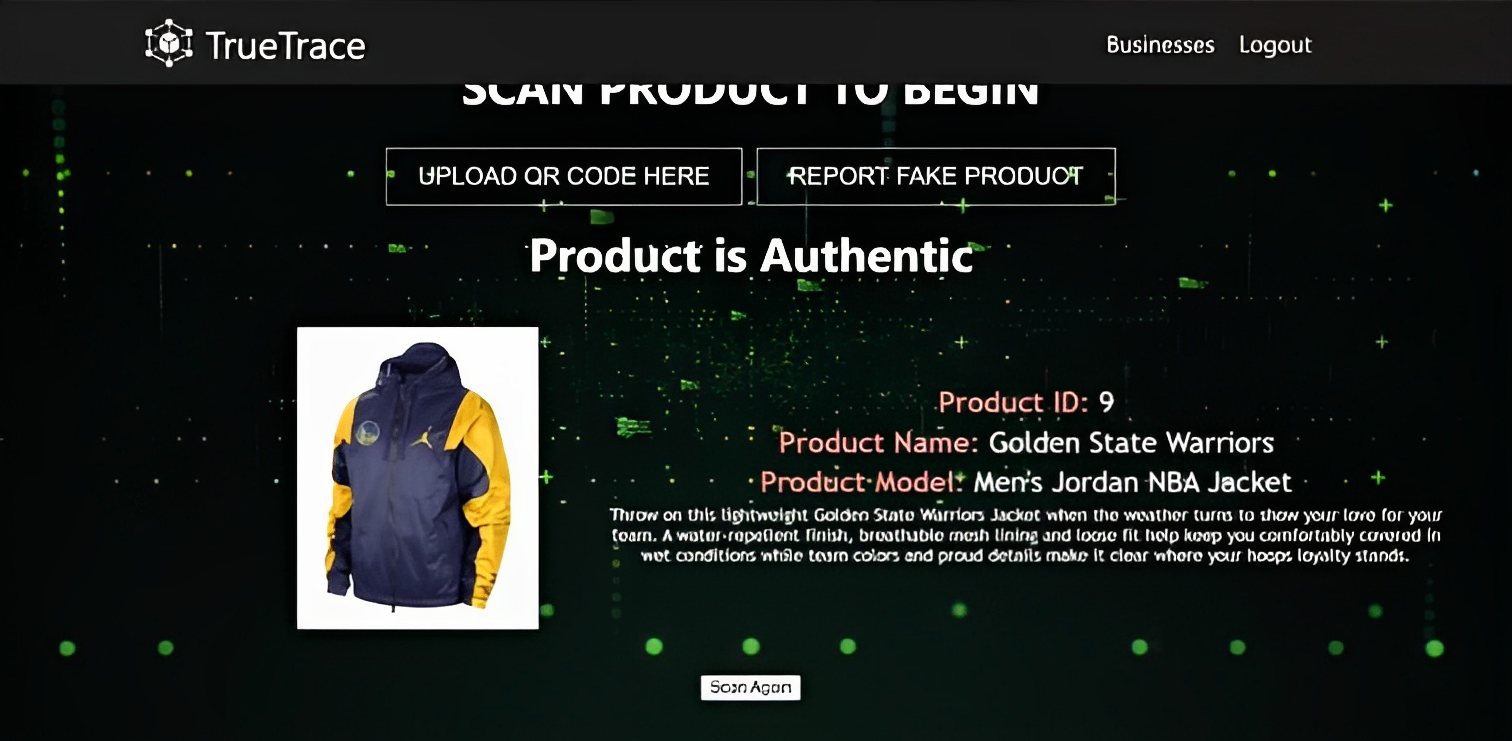 TrueTrace
Businesses Logout
SCAN PRODUCT TO BEGIN
UPLOAD QR CODE HERE
REPORT FAKE PRODUCT
Product is Authentic
Product ID: 9
Product Name: Golden State Warriors
Product Model: Men's Jordan NBA Jacket
Throw on this lightweight Golden State Warriors Jacket when the weather turns to show your love for your
team. A water-repellent finish, breathable mesh lining and loose fit help keep you comfortably covered in
wet conditions while team colors and proud details make it clear where your hoops loyalty stands.
Scan Again